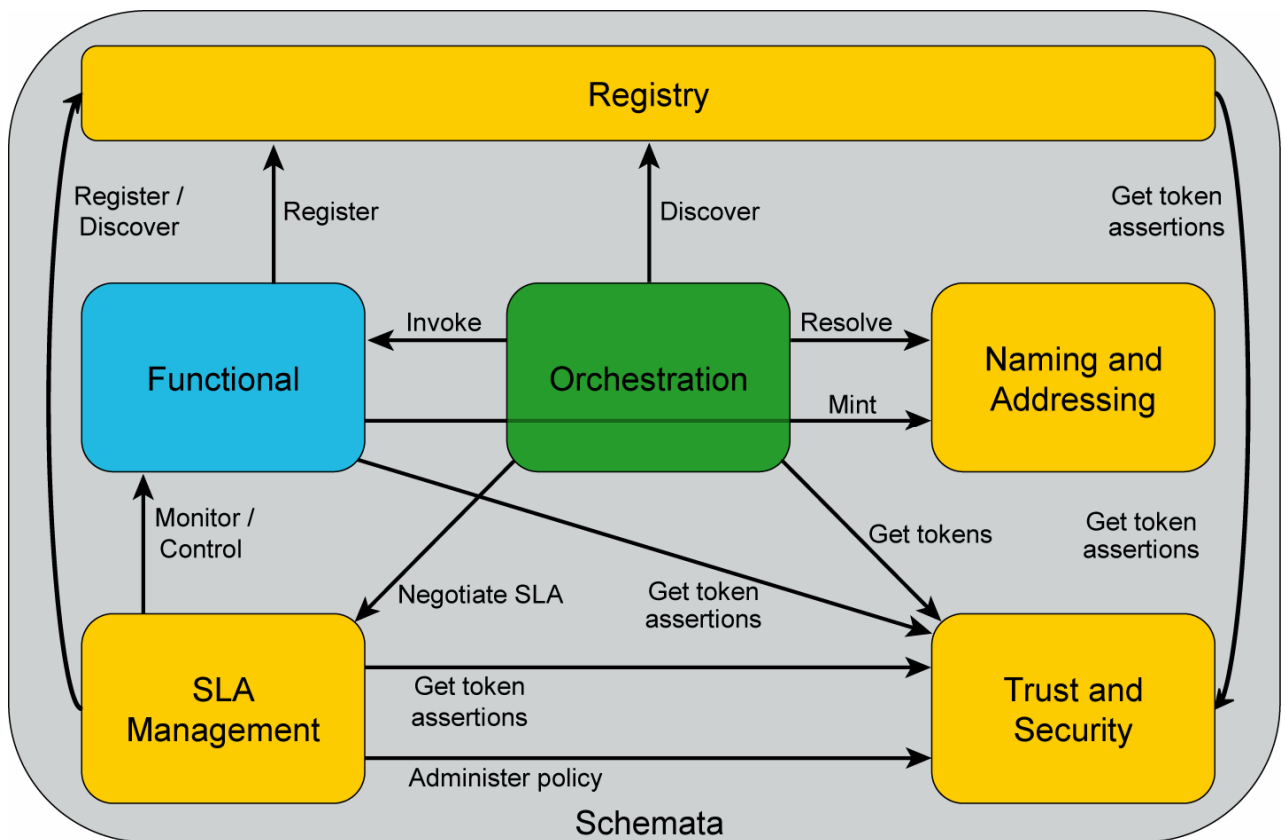 Registry
Register /
Discover
Register
Discover
Get token
assertions
Invoke
Resolve
Functional
Orchestration
Naming and
Addressing
Mint
Monitor /
Control
Get tokens
Get token
assertions
Negotiate SLA
Get token
assertions
SLA
Management
Get token
assertions
Trust and
Security
Administer policy
Schemata